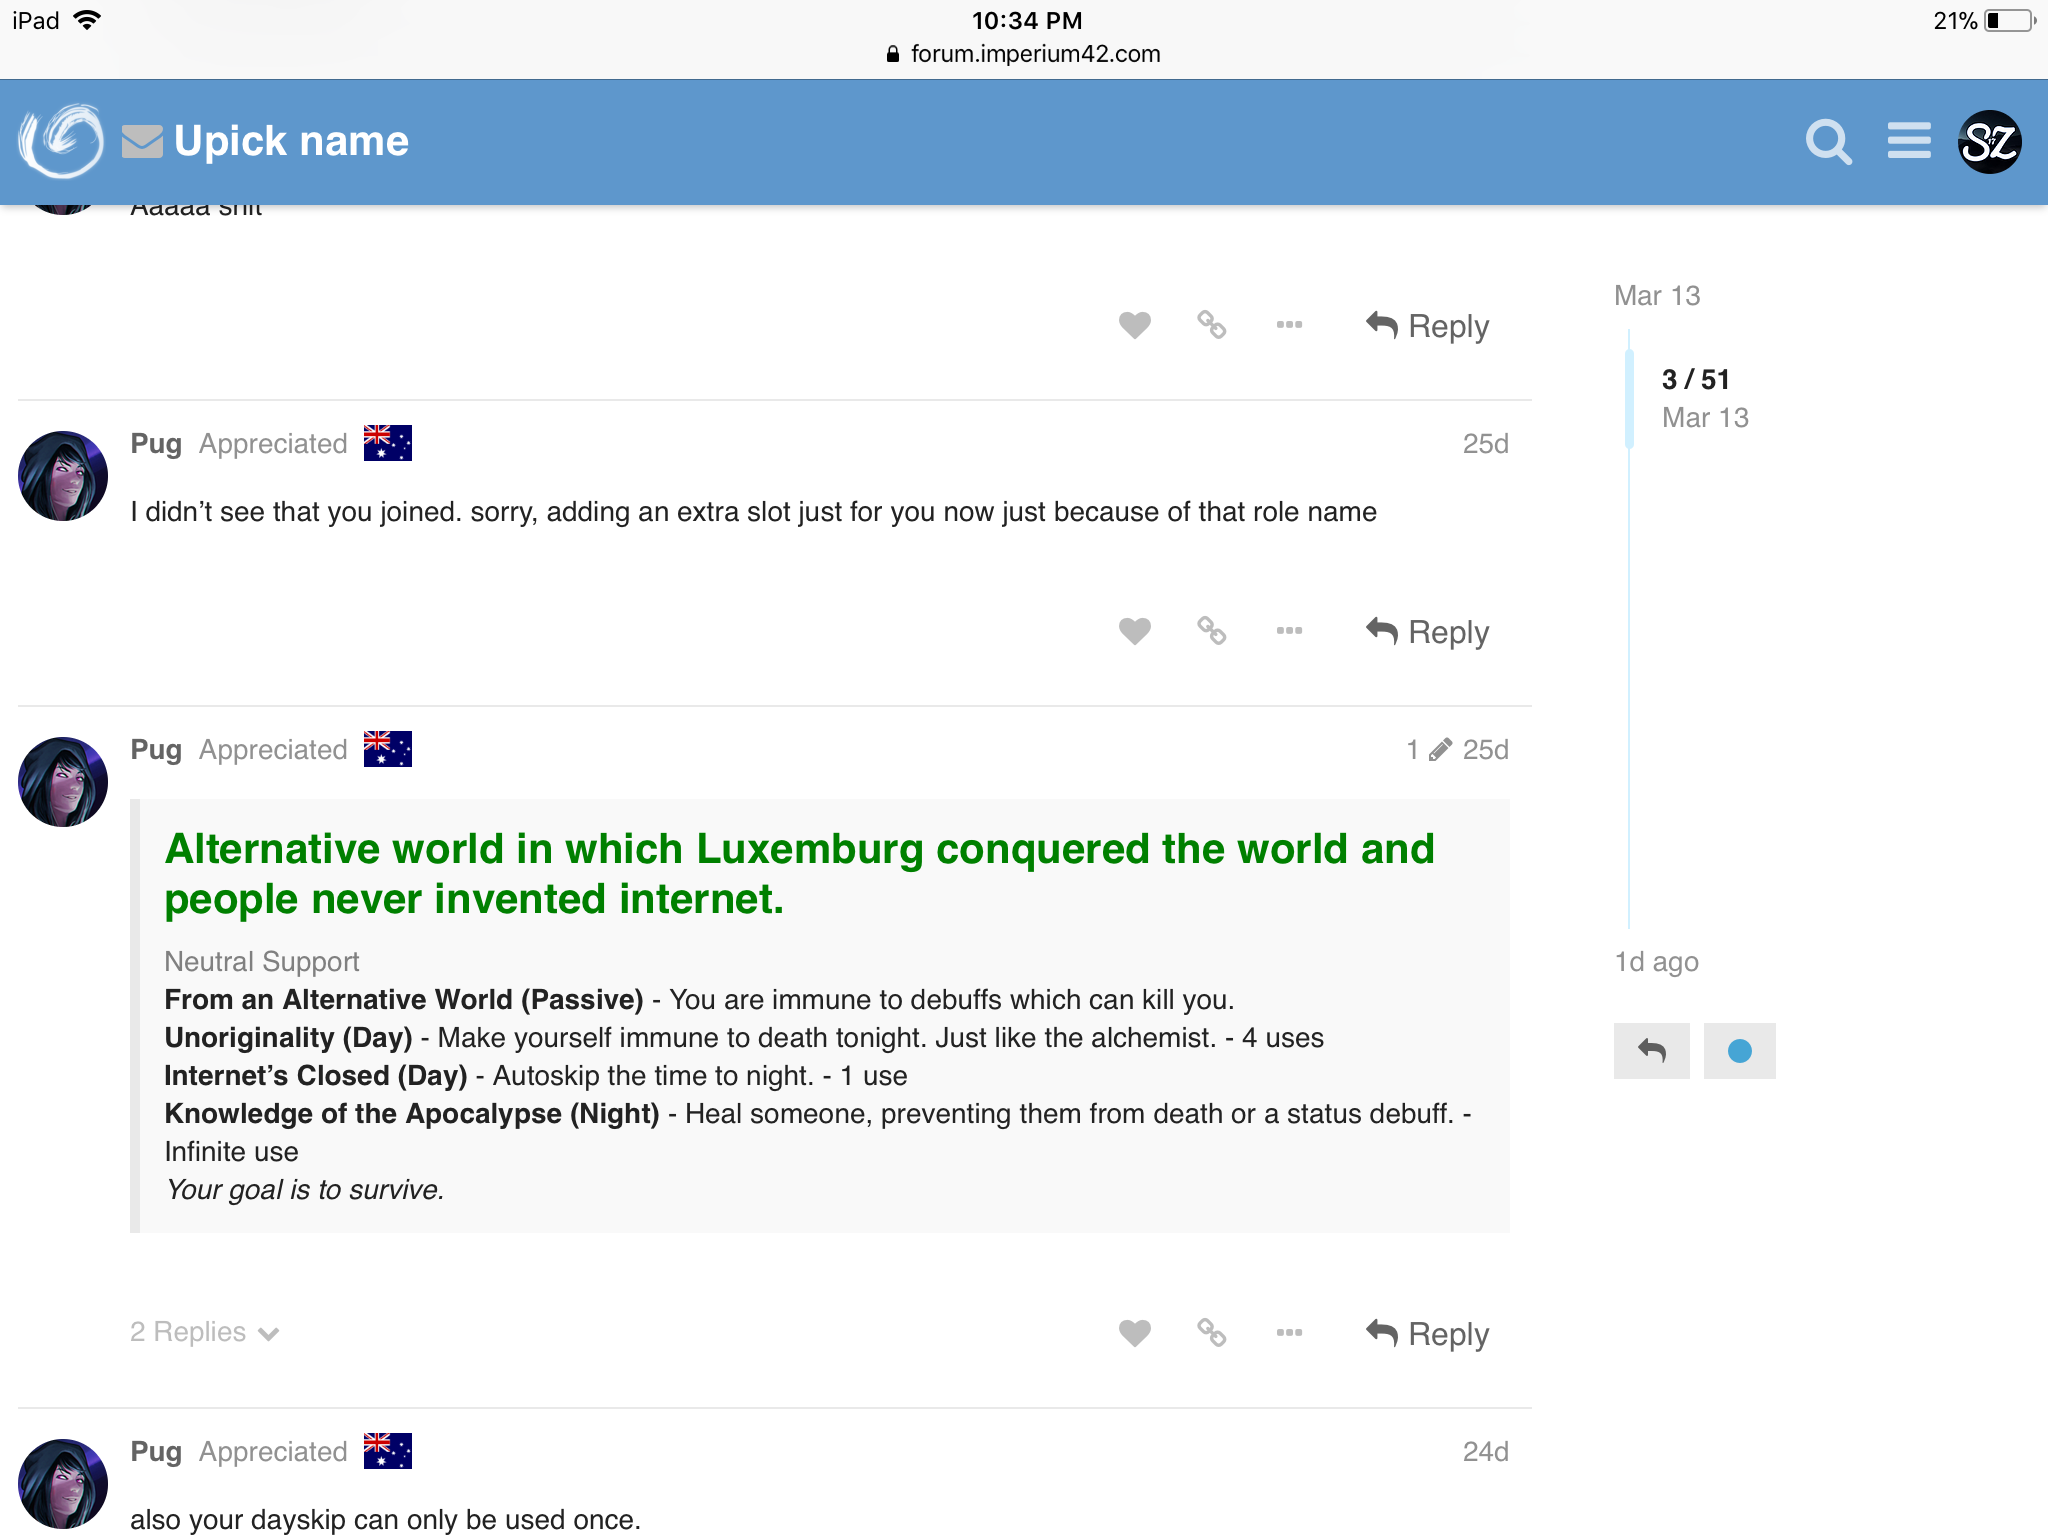 iPad
10:34 PM
21%
forum.imperium42.com
Upick name
SZ
Aaaaa shit
Reply
Mar 13
3 / 51
Mar 13
Pug Appreciated
25d
I didn’t see that you joined. sorry, adding an extra slot just for you now just because of that role name
Reply
Pug Appreciated
1 25d
Alternative world in which Luxemburg conquered the world and
people never invented internet.
Neutral Support
From an Alternative World (Passive) - You are immune to debuffs which can kill you.
Unoriginality (Day) - Make yourself immune to death tonight. Just like the alchemist. - 4 uses
Internet’s Closed (Day) - Autoskip the time to night. - 1 use
Knowledge of the Apocalypse (Night) - Heal someone, preventing them from death or a status debuff. -
Infinite use
Your goal is to survive.
1d ago
2 Replies
Reply
Pug Appreciated
24d
also your dayskip can only be used once.